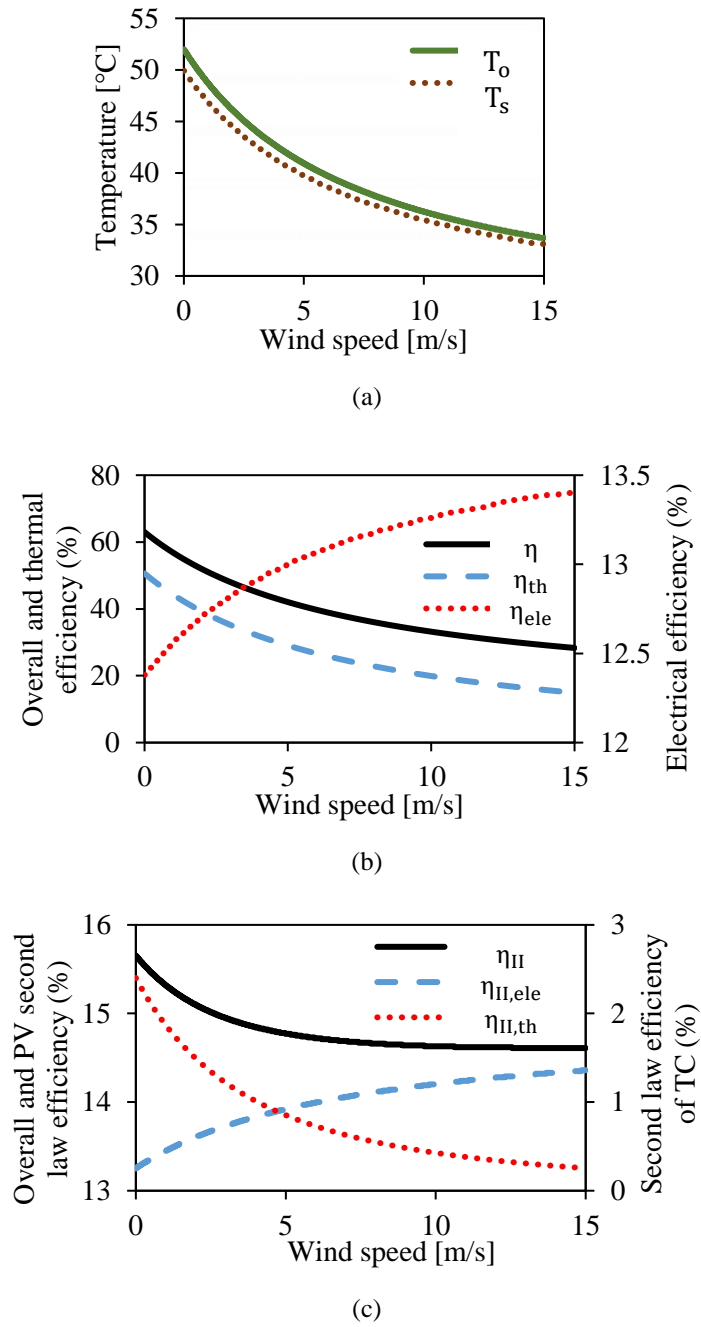 55
50
45
40
35
30
Temperature [°C]
T_o
T_s
0 5 10 15
Wind speed [m/s]
(a)
80
60
40
20
0
Overall and thermal
efficiency (%)
η
η_th
η_ele
13.5
13
12.5
12
Electrical efficiency (%)
0 5 10 15
Wind speed [m/s]
(b)
16
15
14
13
Overall and PV second
law efficiency (%)
η_II
η_II,ele
η_II,th
3
2
1
0
Second law efficiency
of TC (%)
0 5 10 15
Wind speed [m/s]
(c)